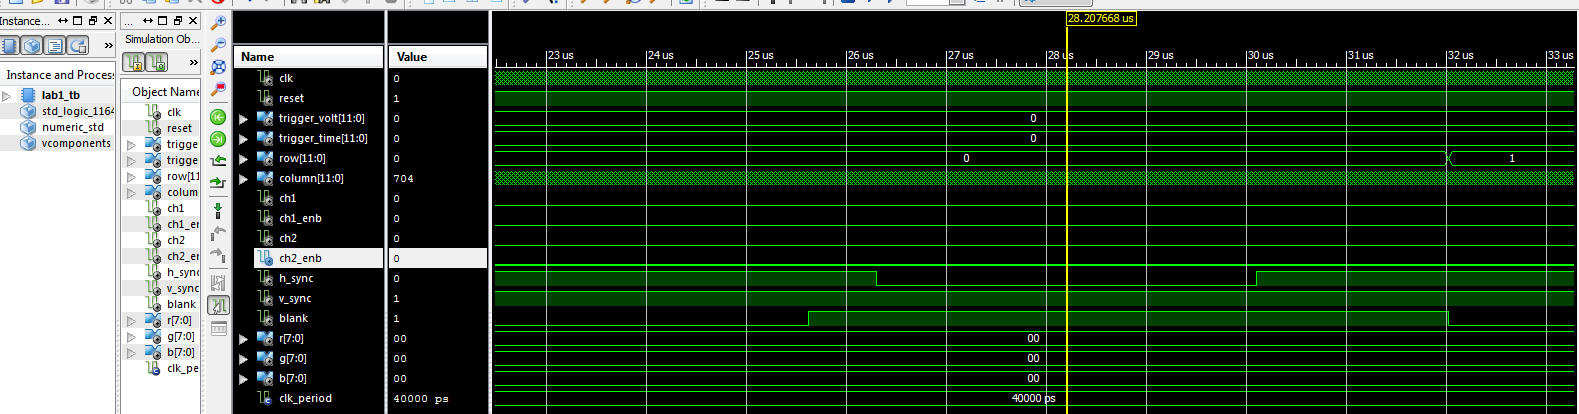 28.207668 us
Instance...
...
Simulation Ob...
Name
Value
23 us
24 us
25 us
26 us
27 us
28 us
29 us
30 us
31 us
32 us
33 us
Instance and Proces
lab1_tb
std_logic_1164
numeric_std
vcomponents
Object Name
clk
reset
trigger
trigger
row[11
colum
ch1
ch1_er
ch2
ch2_er
h_sync
v_sync
blank
r[7:0]
g[7:0]
b[7:0]
clk_pe
clk 0
reset 1
trigger_volt[11:0] 0 0
trigger_time[11:0] 0 0
row[11:0] 0 0 1
column[11:0] 704
ch1 0
ch1_enb 0
ch2 0
ch2_enb 0
h_sync 0
v_sync 1
blank 1
r[7:0] 00 00
g[7:0] 00 00
b[7:0] 00 00
clk_period 40000 ps 40000 ps